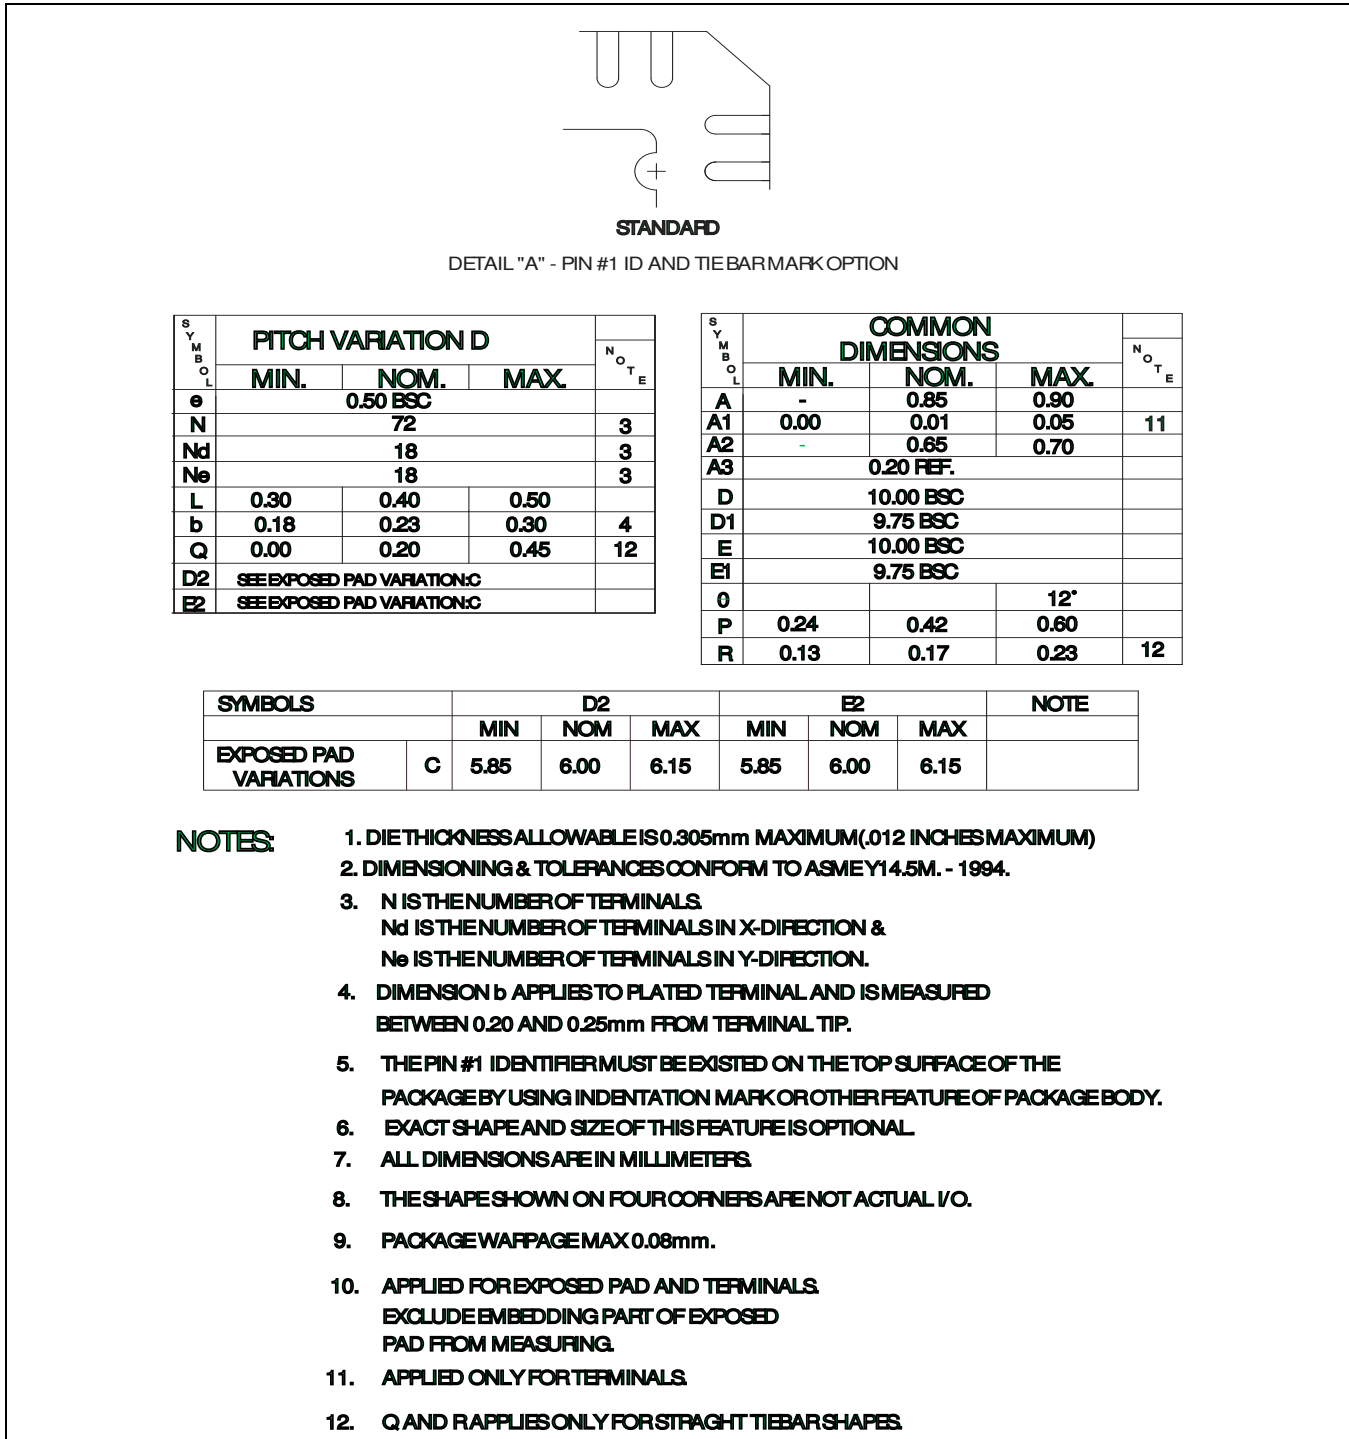 STANDARD
DETAIL "A" - PIN #1 ID AND TIE BAR MARK OPTION
SYMBOL PITCH VARIATION D NOTE
MIN. NOM. MAX.
e 0.50 BSC
N 72 3
Nd 18 3
Ne 18 3
L 0.30 0.40 0.50
b 0.18 0.23 0.30 4
Q 0.00 0.20 0.45 12
D2 SEE EXPOSED PAD VARIATION:C
E2 SEE EXPOSED PAD VARIATION:C
SYMBOL COMMON DIMENSIONS NOTE
MIN. NOM. MAX.
A - 0.85 0.90
A1 0.00 0.01 0.05 11
A2 - 0.65 0.70
A3 0.20 REF.
D 10.00 BSC
D1 9.75 BSC
E 10.00 BSC
E1 9.75 BSC
0 12°
P 0.24 0.42 0.60
R 0.13 0.17 0.23 12
SYMBOLS D2 E2 NOTE
MIN NOM MAX MIN NOM MAX
EXPOSED PAD VARIATIONS C 5.85 6.00 6.15 5.85 6.00 6.15
NOTES:
1. DIE THICKNESS ALLOWABLE IS 0.305mm MAXIMUM(.012 INCHES MAXIMUM)
2. DIMENSIONING & TOLERANCES CONFORM TO ASME Y14.5M. - 1994.
3. N IS THE NUMBER OF TERMINALS.
Nd IS THE NUMBER OF TERMINALS IN X-DIRECTION &
Ne IS THE NUMBER OF TERMINALS IN Y-DIRECTION.
4. DIMENSION b APPLIES TO PLATED TERMINAL AND IS MEASURED
BETWEEN 0.20 AND 0.25mm FROM TERMINAL TIP.
5. THE PIN #1 IDENTIFIER MUST BE EXISTED ON THE TOP SURFACE OF THE
PACKAGE BY USING INDENTATION MARK OR OTHER FEATURE OF PACKAGE BODY.
6. EXACT SHAPE AND SIZE OF THIS FEATURE IS OPTIONAL.
7. ALL DIMENSIONS ARE IN MILLIMETERS.
8. THE SHAPE SHOWN ON FOUR CORNERS ARE NOT ACTUAL I/O.
9. PACKAGE WARPAGE MAX 0.08mm.
10. APPLIED FOR EXPOSED PAD AND TERMINALS.
EXCLUDE EMBEDDING PART OF EXPOSED
PAD FROM MEASURING.
11. APPLIED ONLY FOR TERMINALS.
12. Q AND R APPLIES ONLY FOR STRAGHT TIEBAR SHAPES.